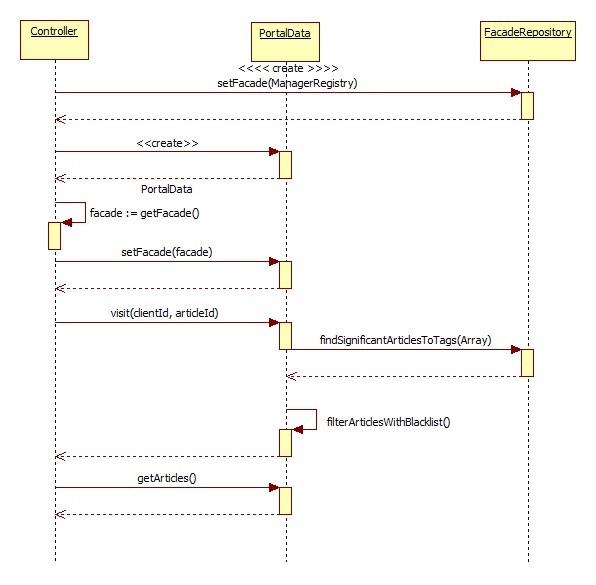 Controller
PortalData
FacadeRepository
<<<< create >>>>
setFacade(ManagerRegistry)
<<create>>
PortalData
facade := getFacade()
setFacade(facade)
visit(clientId, articleId)
findSignificantArticlesToTags(Array)
filterArticlesWithBlacklist()
getArticles()